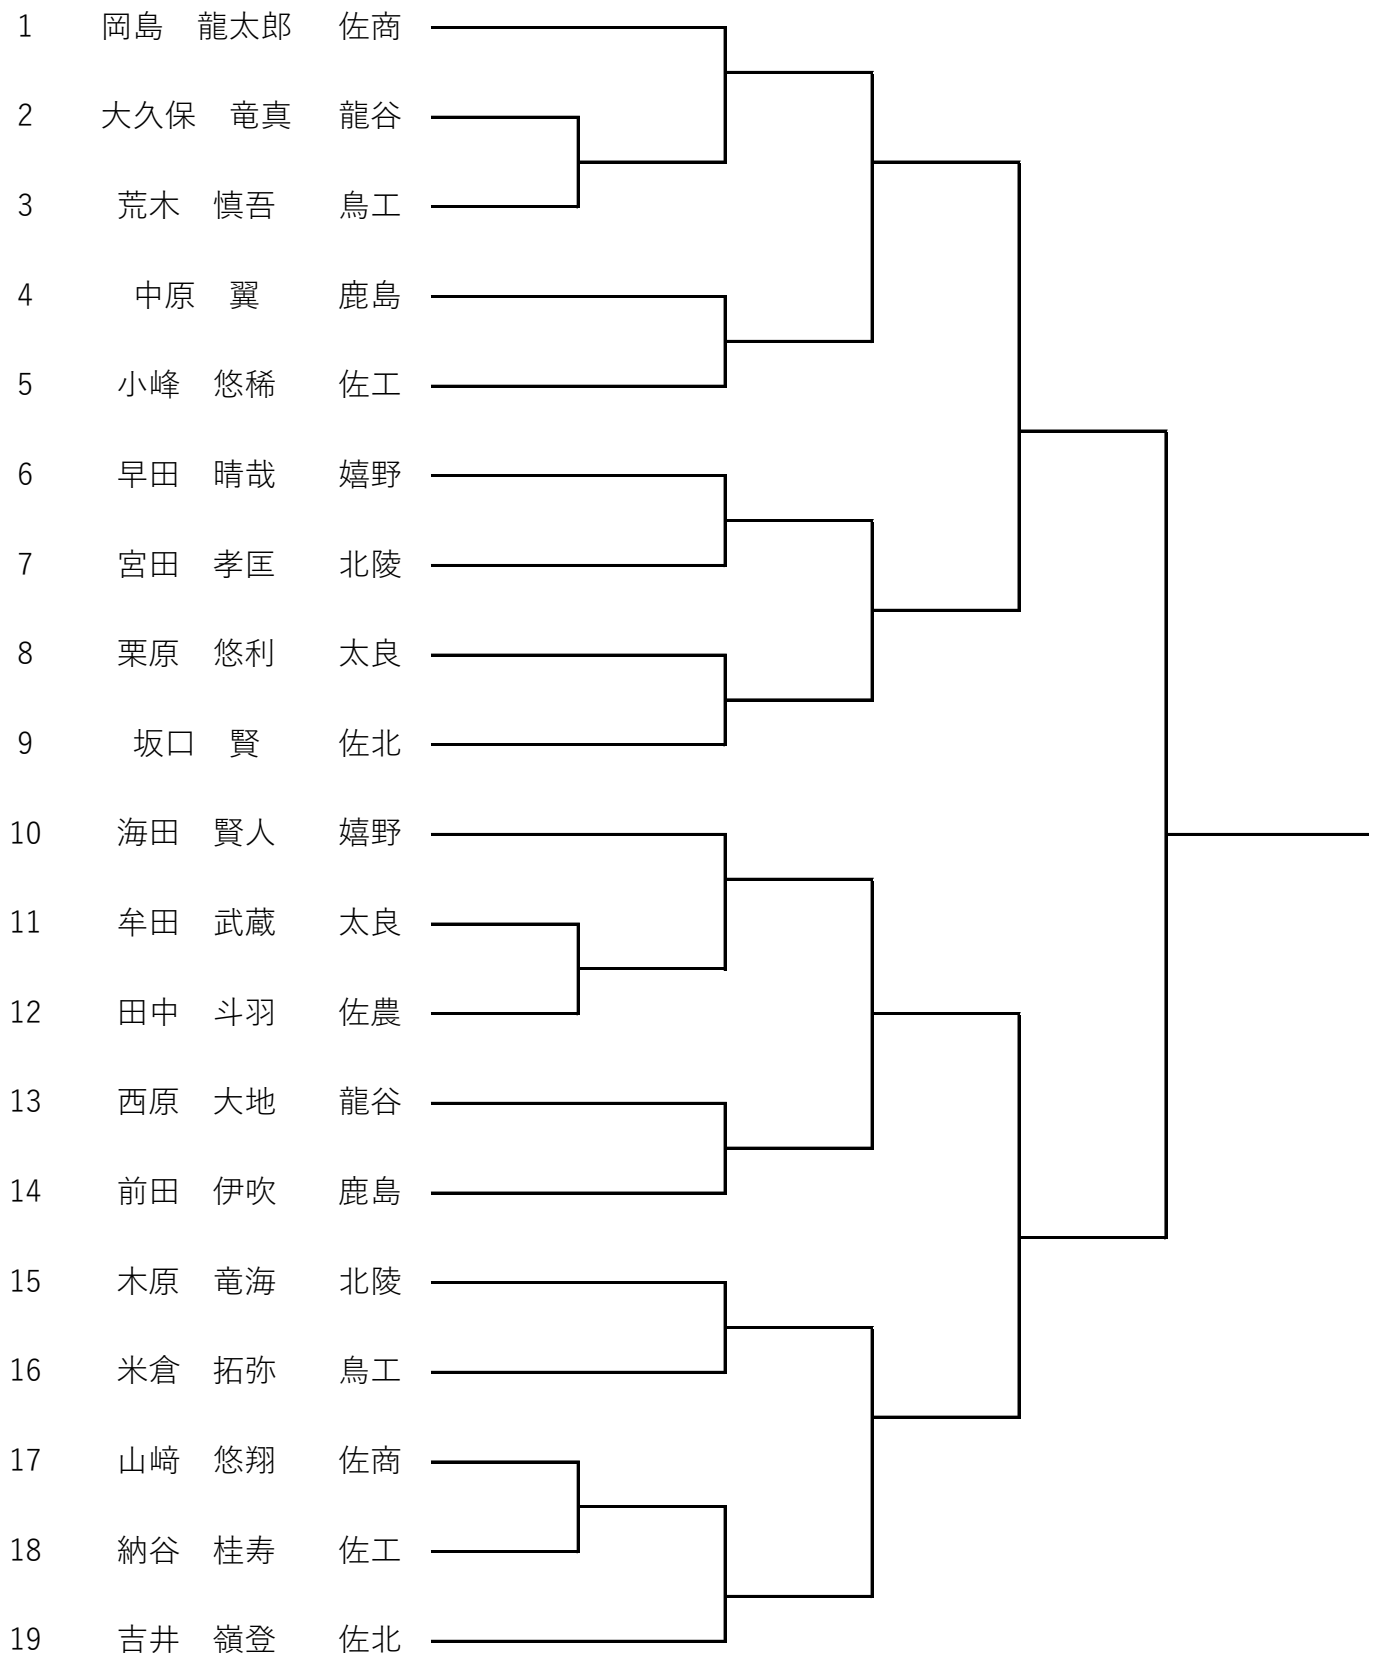 1 岡島　龍太郎 佐商
2 大久保　竜真 龍谷
3 荒木　慎吾 鳥工
4 中原　翼 鹿島
5 小峰　悠稀 佐工
6 早田　晴哉 嬉野
7 宮田　孝匡 北陵
8 栗原　悠利 太良
9 坂口　賢 佐北
10 海田　賢人 嬉野
11 牟田　武蔵 太良
12 田中　斗羽 佐農
13 西原　大地 龍谷
14 前田　伊吹 鹿島
15 木原　竜海 北陵
16 米倉　拓弥 鳥工
17 山﨑　悠翔 佐商
18 納谷　桂寿 佐工
19 吉井　嶺登 佐北